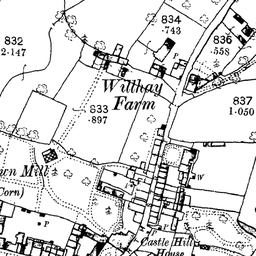 834
.743
832
2.147
836
.558
Willhay
Farm
833
.897
837
1.050
wn Mill
Corn)
W
P
P
Castle Hill
House